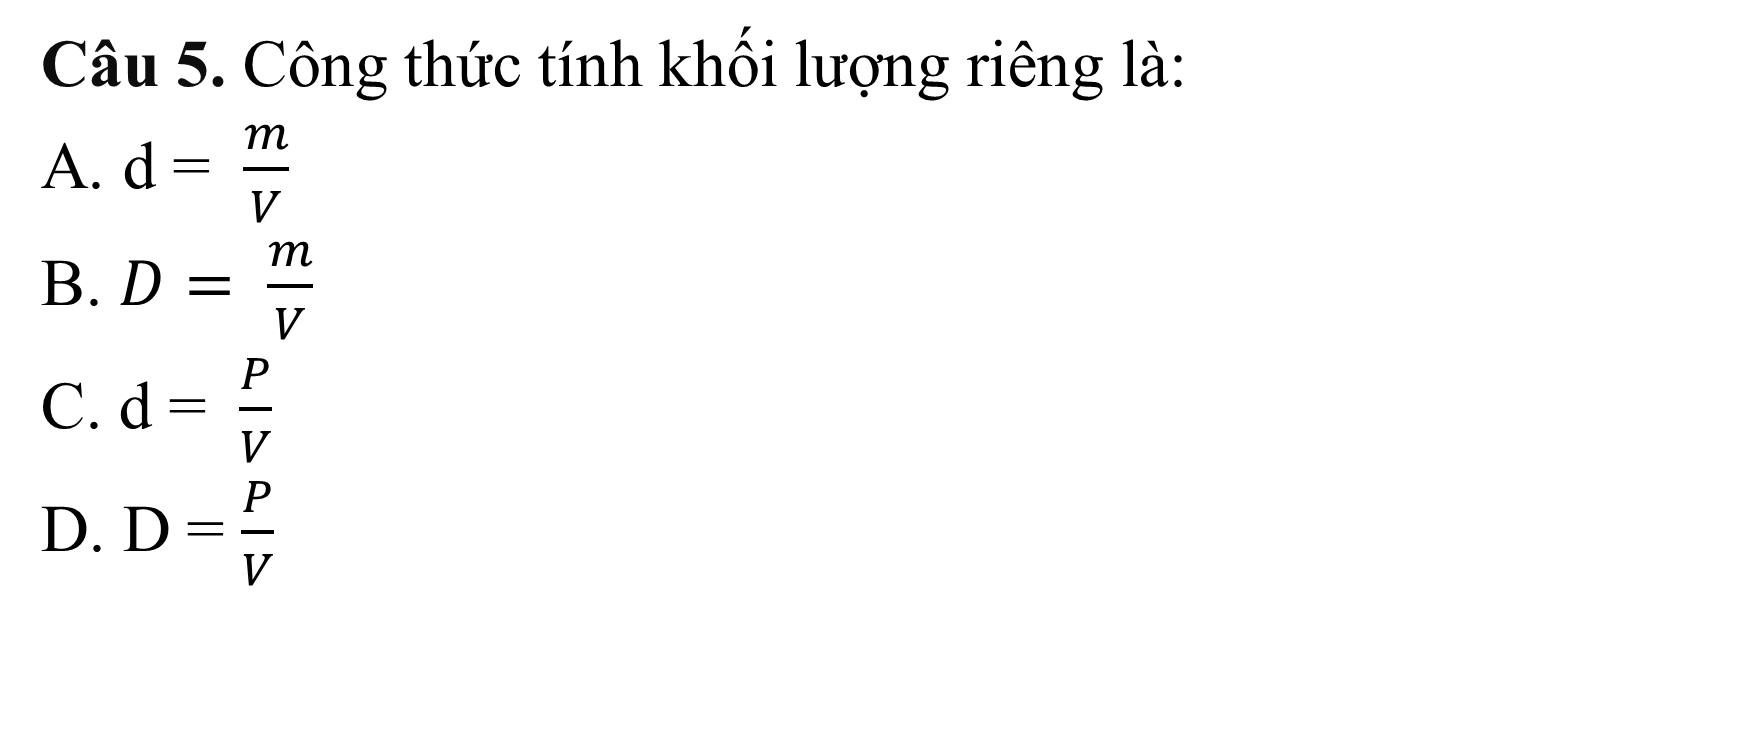 Câu 5. Công thức tính khối lượng riêng là:
A. d = m/V
B. D = m/V
C. d = P/V
D. D = P/V